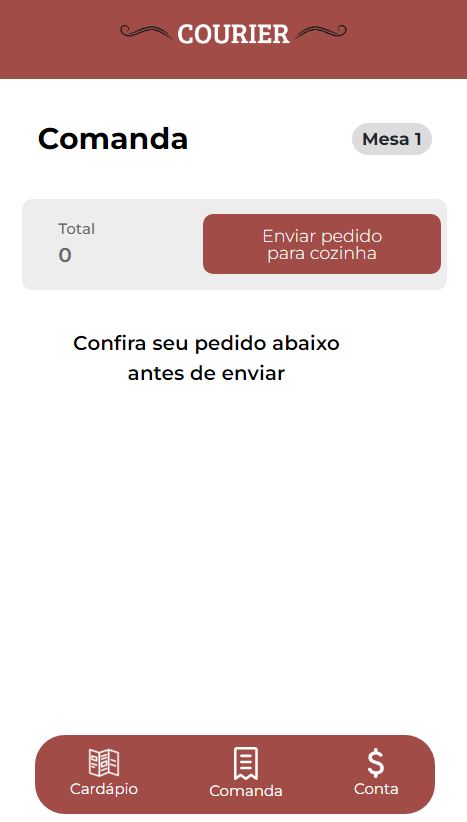 COURIER
Comanda
Mesa 1
Total
0
Enviar pedido
para cozinha
Confira seu pedido abaixo
antes de enviar
Cardápio
Comanda
Conta